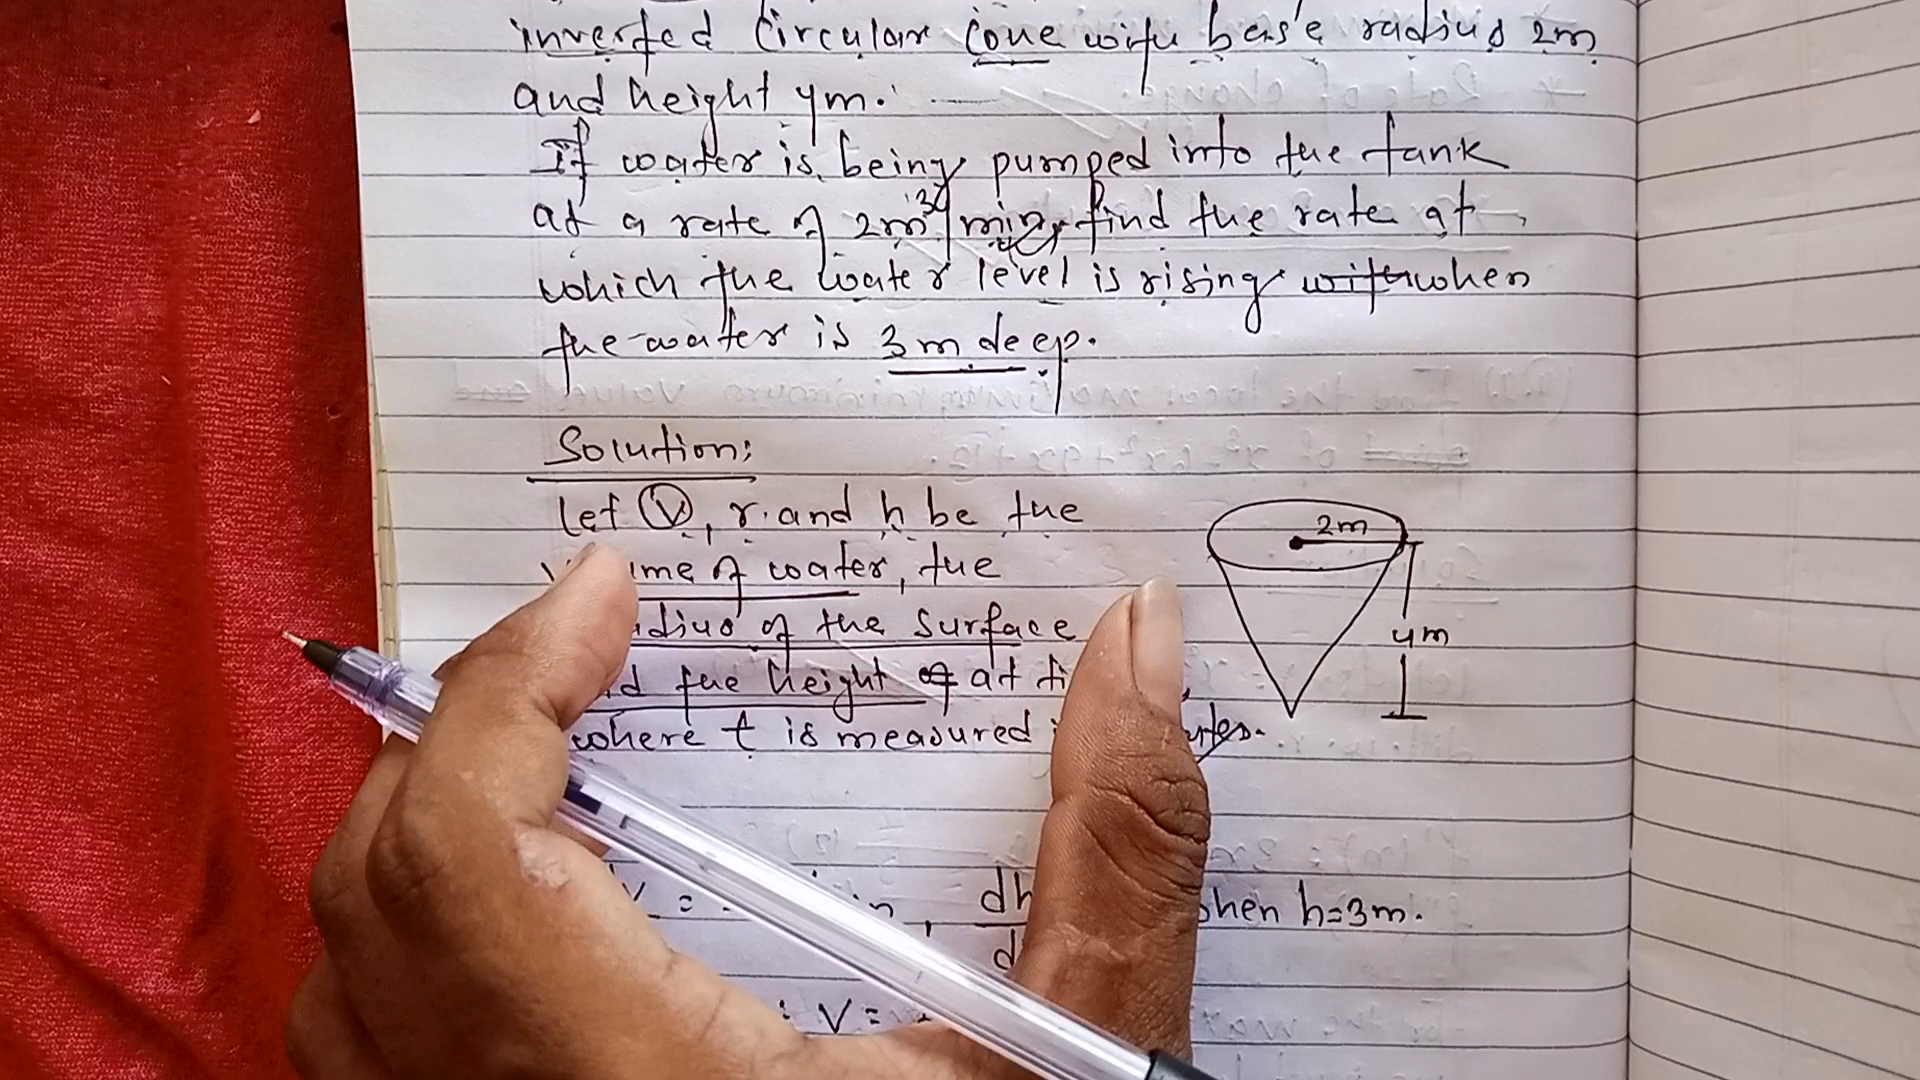 inverted circular cone with base radius 2m
and height 4m.
If water is being pumped into the tank
at a rate of 2m³/min, find the rate at
which the water level is rising when
the water is 3m deep.
Solution:
Let V, r and h be the
of water, the
of the surface
2m
the height at
4m
where t is measured
when h=3m.
V =